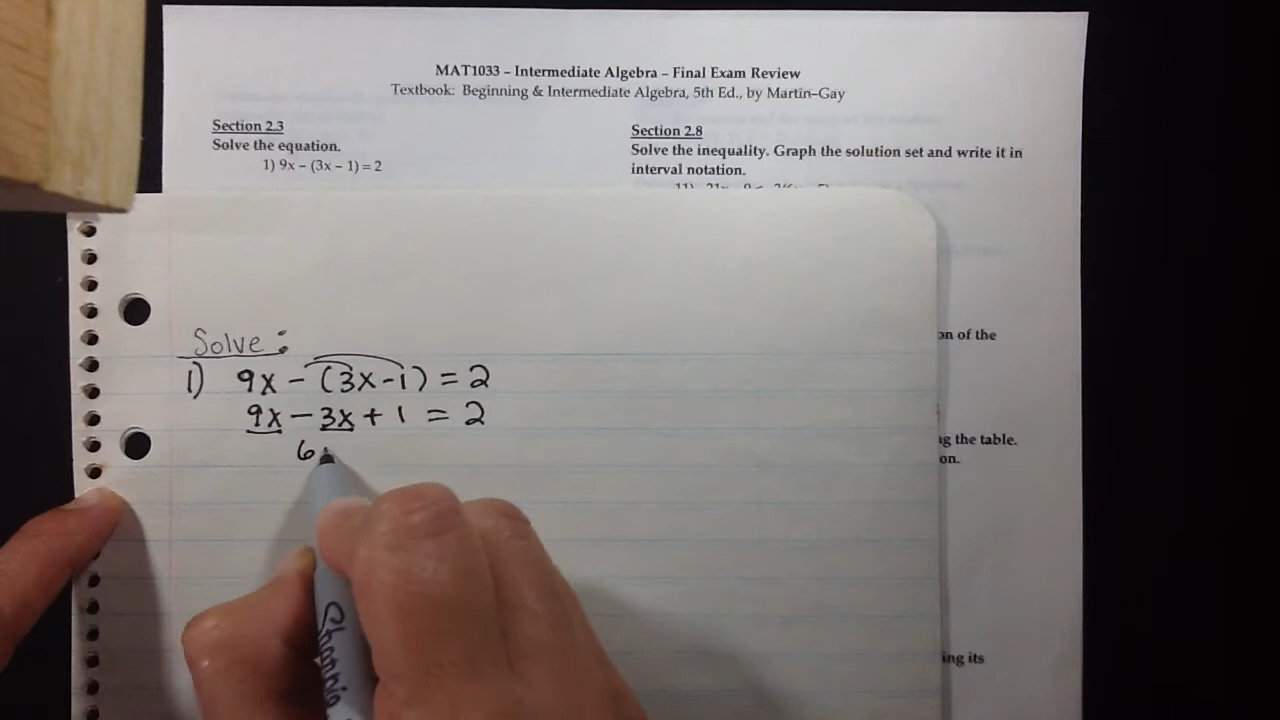 MAT1033 – Intermediate Algebra – Final Exam Review
Textbook: Beginning & Intermediate Algebra, 5th Ed., by Martin–Gay
Section 2.3
Solve the equation.
1) 9x – (3x – 1) = 2
Section 2.8
Solve the inequality. Graph the solution set and write it in
interval notation.
Solve:
1) 9x - (3x-1) = 2
9x - 3x + 1 = 2
6
on of the
ng the table.
on.
ing its
Sharpie